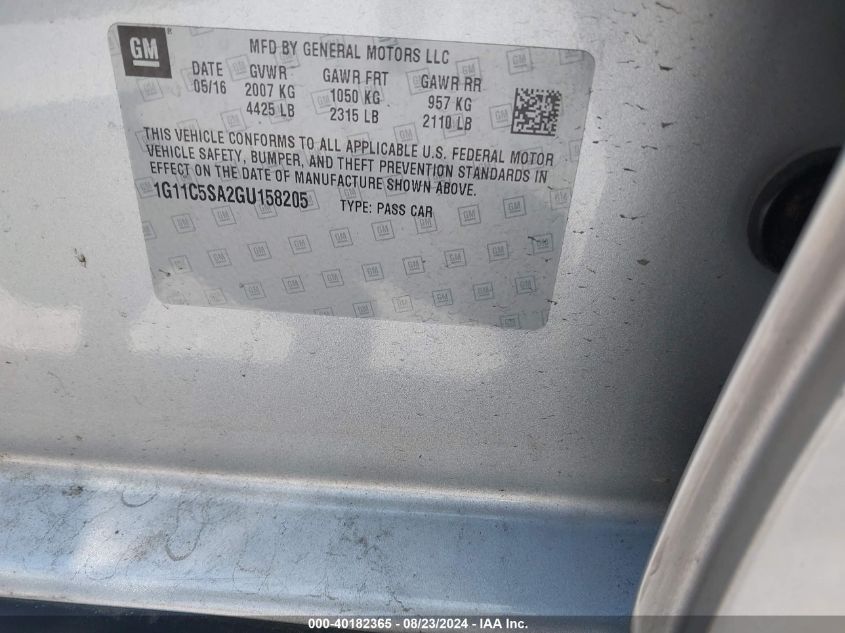 GM ®
MFD BY GENERAL MOTORS LLC
DATE GVWR GAWR FRT GAWR RR
05/16 2007 KG 1050 KG 957 KG
4425 LB 2315 LB 2110 LB
THIS VEHICLE CONFORMS TO ALL APPLICABLE U.S. FEDERAL MOTOR
VEHICLE SAFETY, BUMPER, AND THEFT PREVENTION STANDARDS IN
EFFECT ON THE DATE OF MANUFACTURE SHOWN ABOVE.
1G11C5SA2GU158205 TYPE: PASS CAR
000-40182365 - 08/23/2024 - IAA Inc.